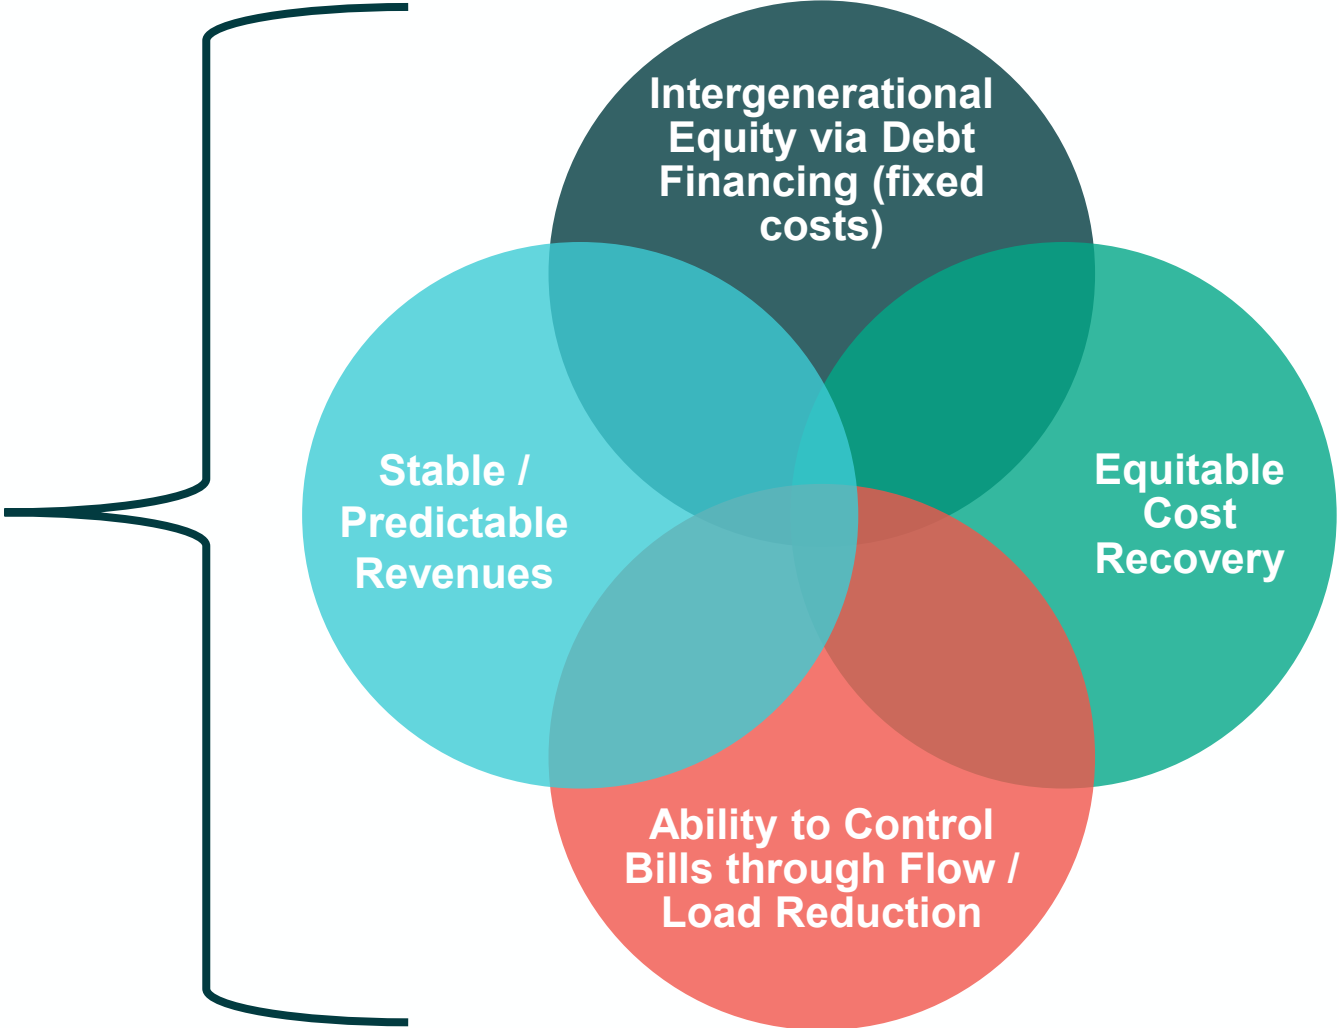 Intergenerational
Equity via Debt
Financing (fixed
costs)
Stable /
Predictable
Revenues
Equitable
Cost
Recovery
Ability to Control
Bills through Flow /
Load Reduction